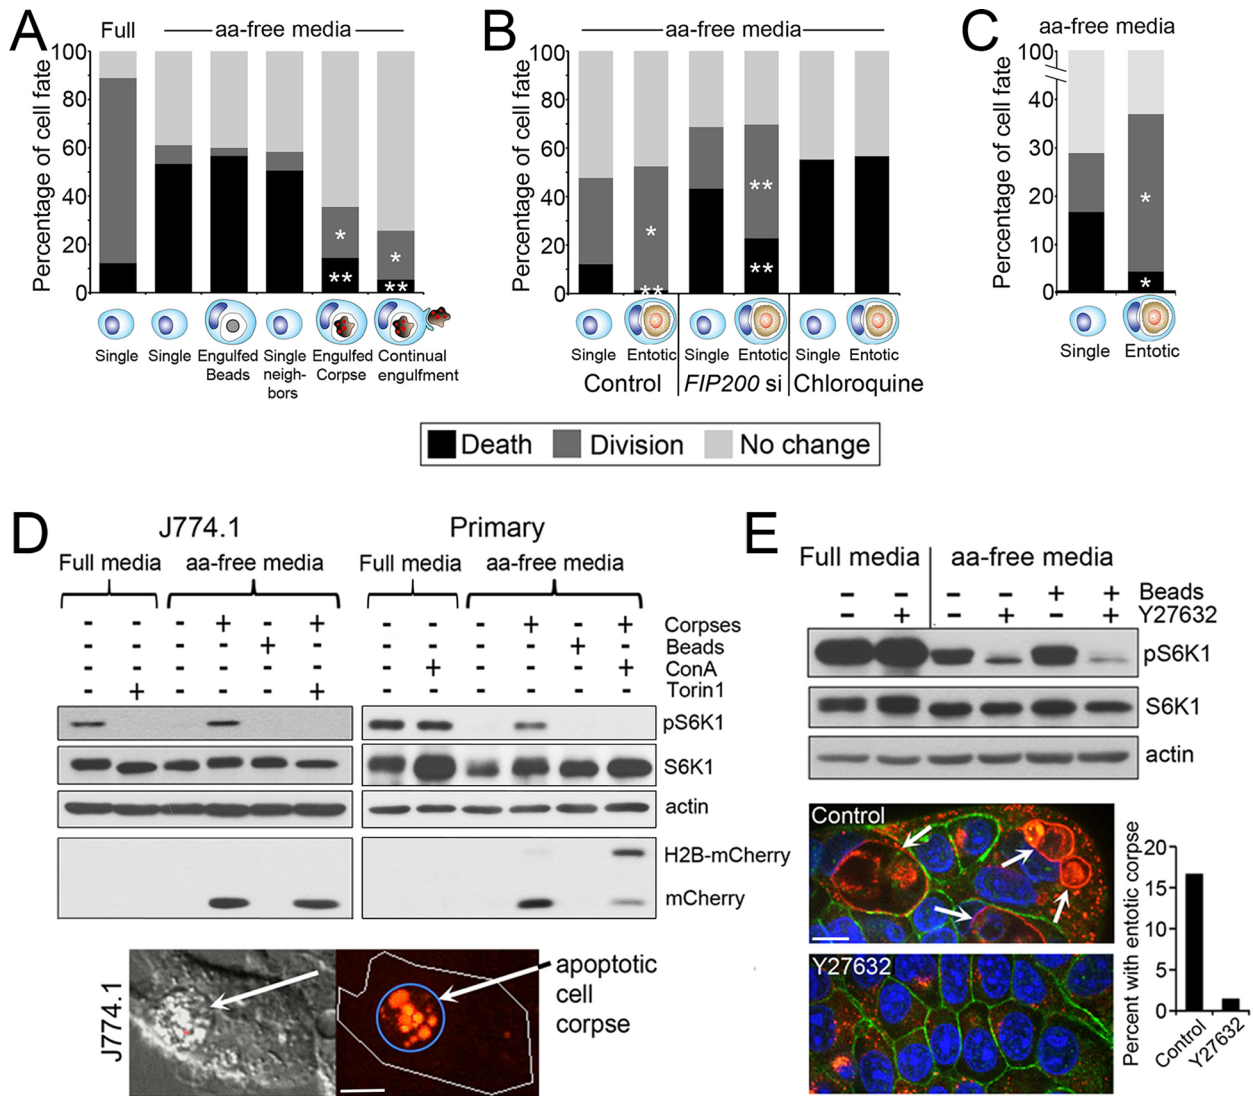 A
Full
aa-free media
Percentage of cell fate
100
80
60
40
20
0
*
**
*
**
Single
Single
Engulfed
Beads
Single
neigh-
bors
Engulfed
Corpse
Continual
engulfment
B
aa-free media
Percentage of cell fate
100
80
60
40
20
0
*
**
**
**
Single
Entotic
Single
Entotic
Single
Entotic
Control
FIP200 si
Chloroquine
C
aa-free media
Percentage of cell fate
100
40
30
20
10
0
*
*
Single
Entotic
Death
Division
No change
D
J774.1
Primary
Full media
aa-free media
Full media
aa-free media
- - - + - + - - - + - + Corpses
- - - - + - - - - - + - Beads
- - - - - - - + - - - + ConA
- + - - - + - - - - - - Torin1
pS6K1
S6K1
actin
H2B-mCherry
mCherry
J774.1
apoptotic
cell
corpse
E
Full media
aa-free media
- - - - + + Beads
- + - + - + Y27632
pS6K1
S6K1
actin
Control
Y27632
Percent with entotic corpse
20
15
10
5
0
Control
Y27632